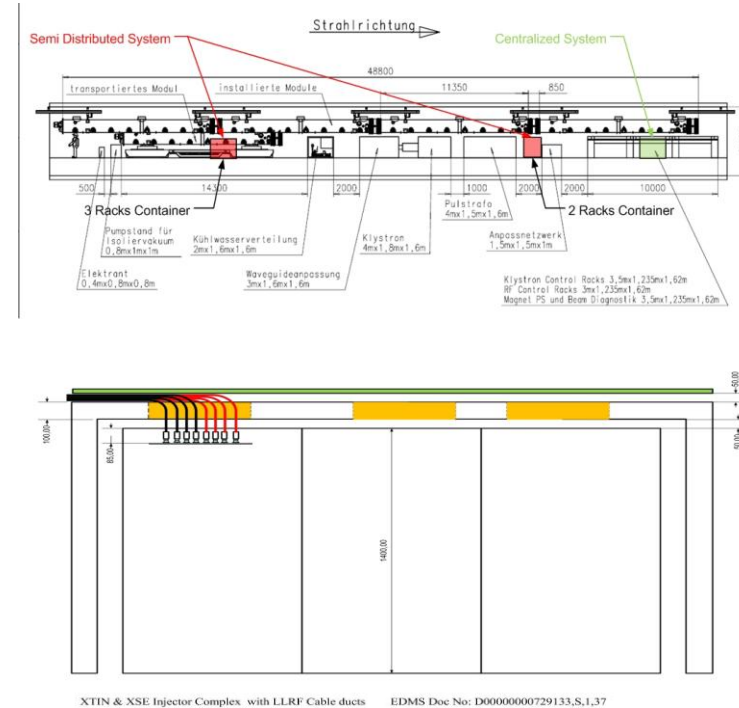 Strahlrichtung
Semi Distributed System
Centralized System
48800
transportiertes Modul
installierte Module
11350
850
500
14300
2000
1000
2000
2000
10000
3 Racks Container
2 Racks Container
Pulstrafo
4mx1,5mx1,6m
Pumpstand für
Isoliervakuum
0,8mx1mx1m
Kühlwasserverteilung
2mx1,6mx1,6m
Klystron
4mx1,8mx1,6m
Anpassnetzwerk
1,5mx1,5mx1m
Elektrant
0,4mx0,8mx0,8m
Waveguideanpassung
3mx1,6mx1,6m
Klystron Control Racks 3,5mx1,235mx1,62m
RF Control Racks 3mx1,235mx1,62m
Magnet PS und Beam Diagnostik 3,5mx1,235mx1,62m
50,00
100,00
85,00
50,00
1400,00
XTIN & XSE Injector Complex with LLRF Cable ducts EDMS Doc No: D00000000729133,S,1,37